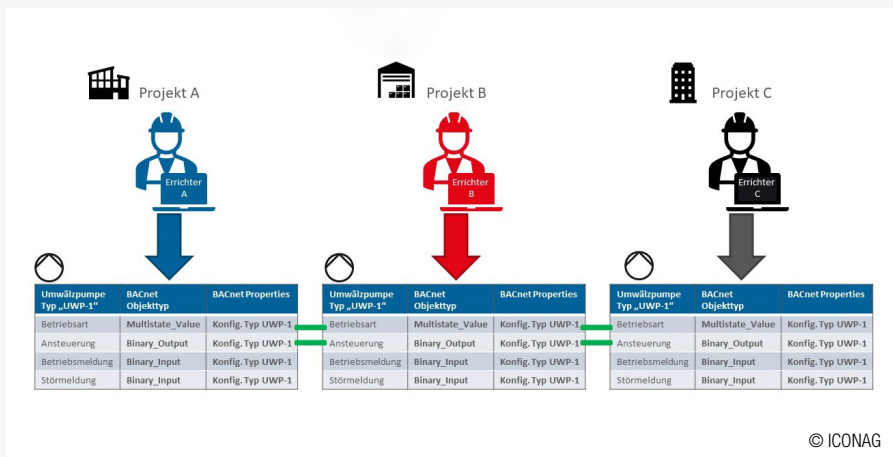 Projekt A
Projekt B
Projekt C
Errichter
A
Errichter
B
Errichter
C
Umwälzpumpe Typ „UWP-1“ BACnet Objekttyp BACnet Properties
Betriebsart Multistate_Value Konfig. Typ UWP-1
Ansteuerung Binary_Output Konfig. Typ UWP-1
Betriebsmeldung Binary_Input Konfig. Typ UWP-1
Störmeldung Binary_Input Konfig. Typ UWP-1
Umwälzpumpe Typ „UWP-1“ BACnet Objekttyp BACnet Properties
Betriebsart Multistate_Value Konfig. Typ UWP-1
Ansteuerung Binary_Output Konfig. Typ UWP-1
Betriebsmeldung Binary_Input Konfig. Typ UWP-1
Störmeldung Binary_Input Konfig. Typ UWP-1
Umwälzpumpe Typ „UWP-1“ BACnet Objekttyp BACnet Properties
Betriebsart Multistate_Value Konfig. Typ UWP-1
Ansteuerung Binary_Output Konfig. Typ UWP-1
Betriebsmeldung Binary_Input Konfig. Typ UWP-1
Störmeldung Binary_Input Konfig. Typ UWP-1
© ICONAG